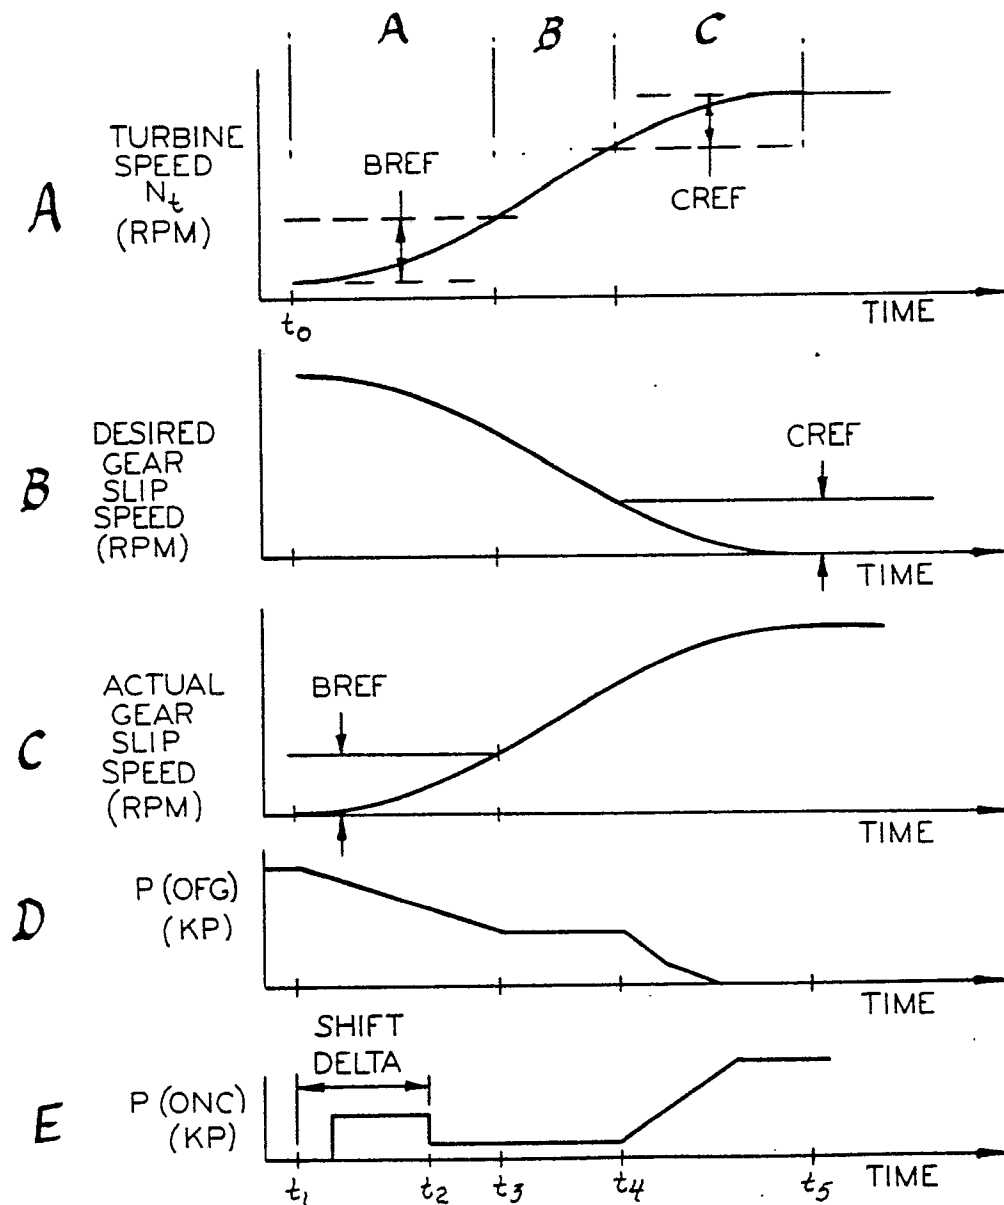 A B C
TURBINE
SPEED
Nt
(RPM)
A
BREF
CREF
t0
TIME
DESIRED
GEAR
SLIP
SPEED
(RPM)
B
CREF
TIME
ACTUAL
GEAR
SLIP
SPEED
(RPM)
C
BREF
TIME
P (OFG)
(KP)
D
TIME
SHIFT
DELTA
P (ONC)
(KP)
E
t1 t2 t3 t4 t5 TIME